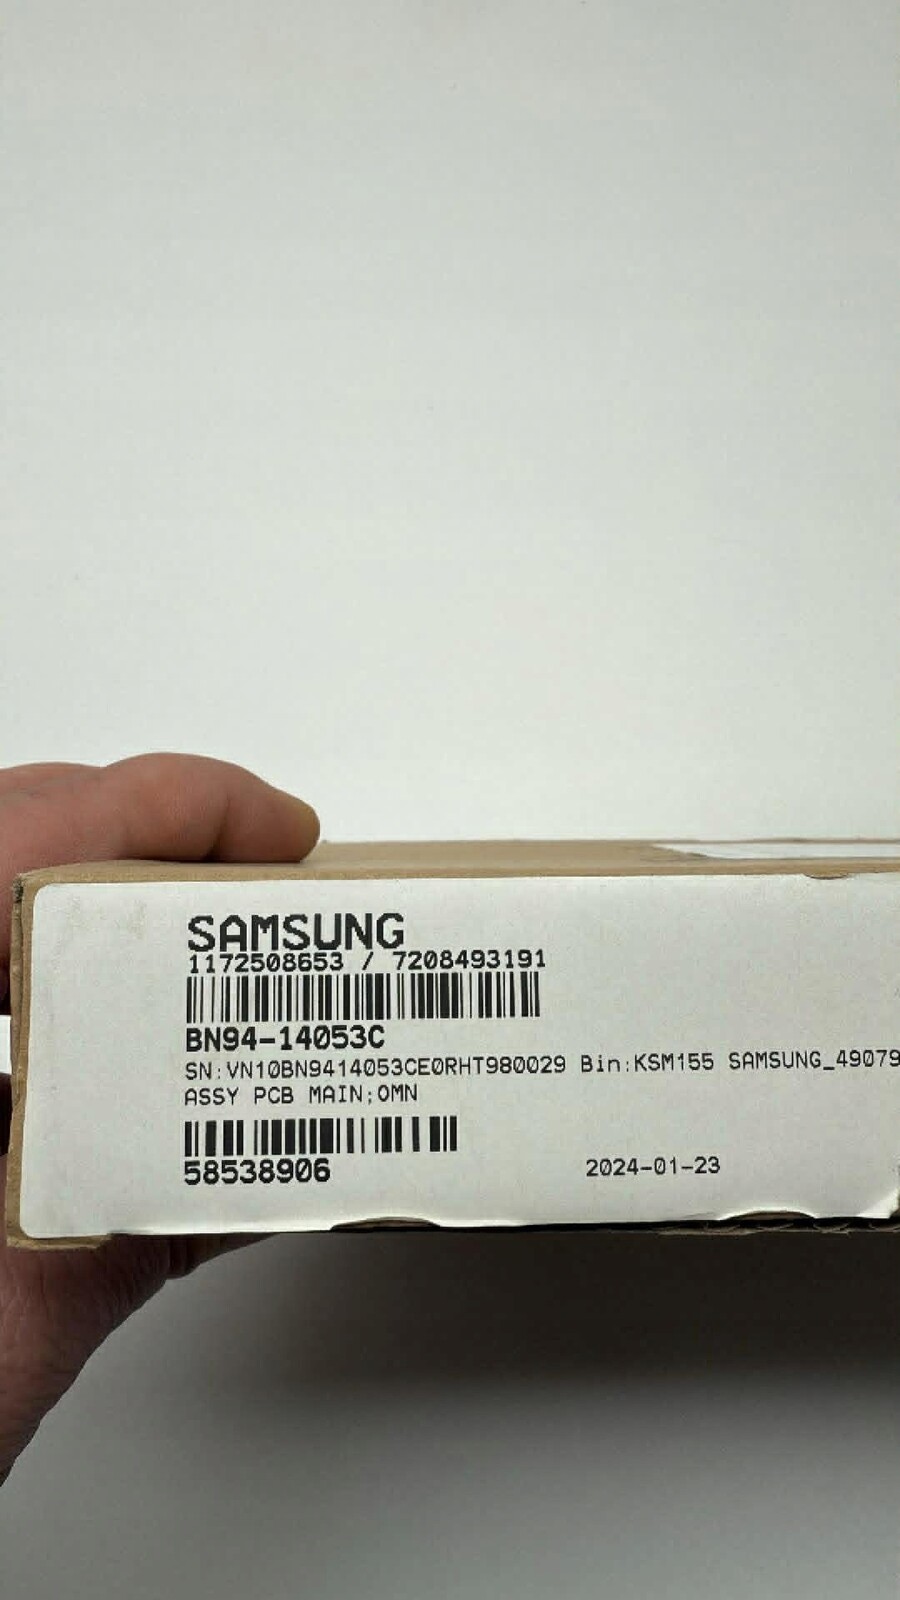 SAMSUNG
1172508653 / 7208493191
BN94-14053C
SN:VN10BN9414053CE0RHT980029 Bin:KSM155 SAMSUNG_49079
ASSY PCB MAIN;OMN
58538906
2024-01-23